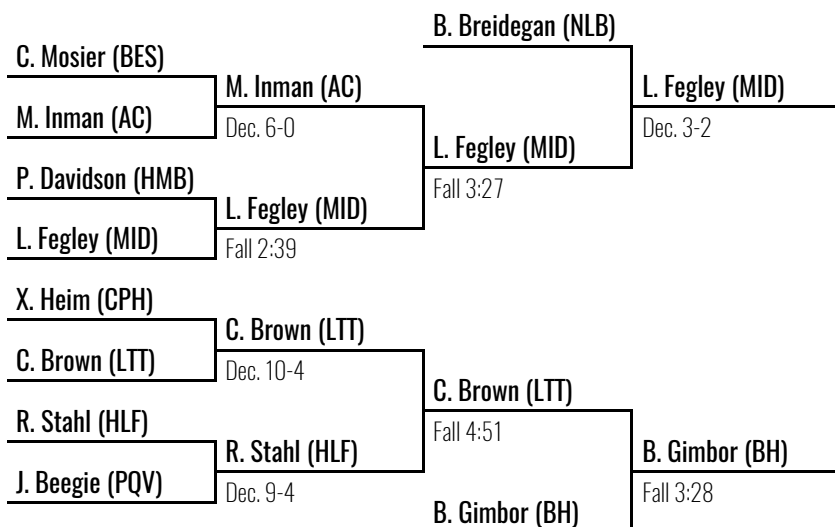 B. Breidegan (NLB)
C. Mosier (BES)
M. Inman (AC)
L. Fegley (MID)
M. Inman (AC)
Dec. 6-0
Dec. 3-2
L. Fegley (MID)
P. Davidson (HMB)
Fall 3:27
L. Fegley (MID)
L. Fegley (MID)
Fall 2:39
X. Heim (CPH)
C. Brown (LTT)
C. Brown (LTT)
Dec. 10-4
C. Brown (LTT)
R. Stahl (HLF)
Fall 4:51
R. Stahl (HLF)
B. Gimbor (BH)
J. Beegie (PQV)
Dec. 9-4
Fall 3:28
B. Gimbor (BH)